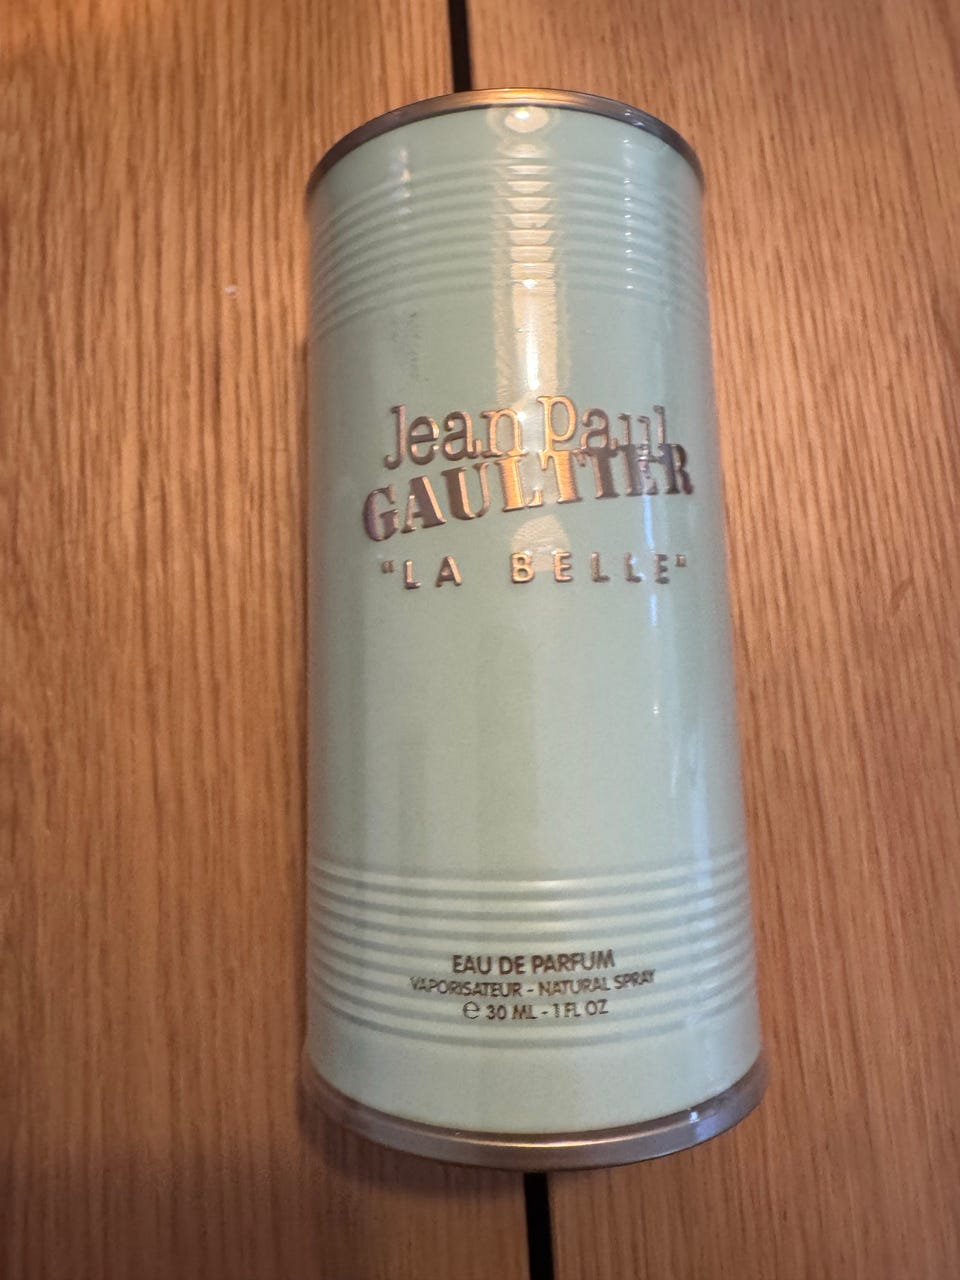 Jean Paul
GAULTIER
"LA BELLE"
EAU DE PARFUM
VAPORISATEUR - NATURAL SPRAY
℮ 30 ML - 1 FL OZ